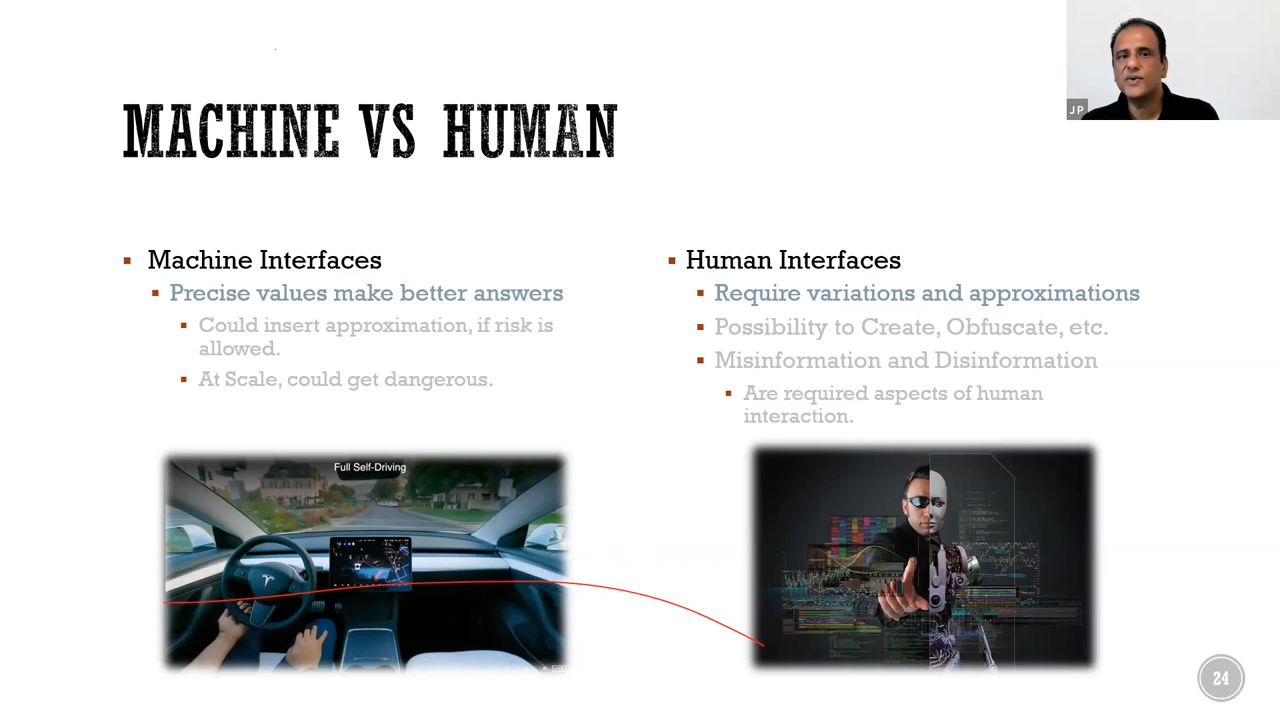 JP
MACHINE VS HUMAN
Machine Interfaces
Precise values make better answers
Could insert approximation, if risk is
allowed.
At Scale, could get dangerous.
Human Interfaces
Require variations and approximations
Possibility to Create, Obfuscate, etc.
Misinformation and Disinformation
Are required aspects of human
interaction.
Full Self-Driving
24